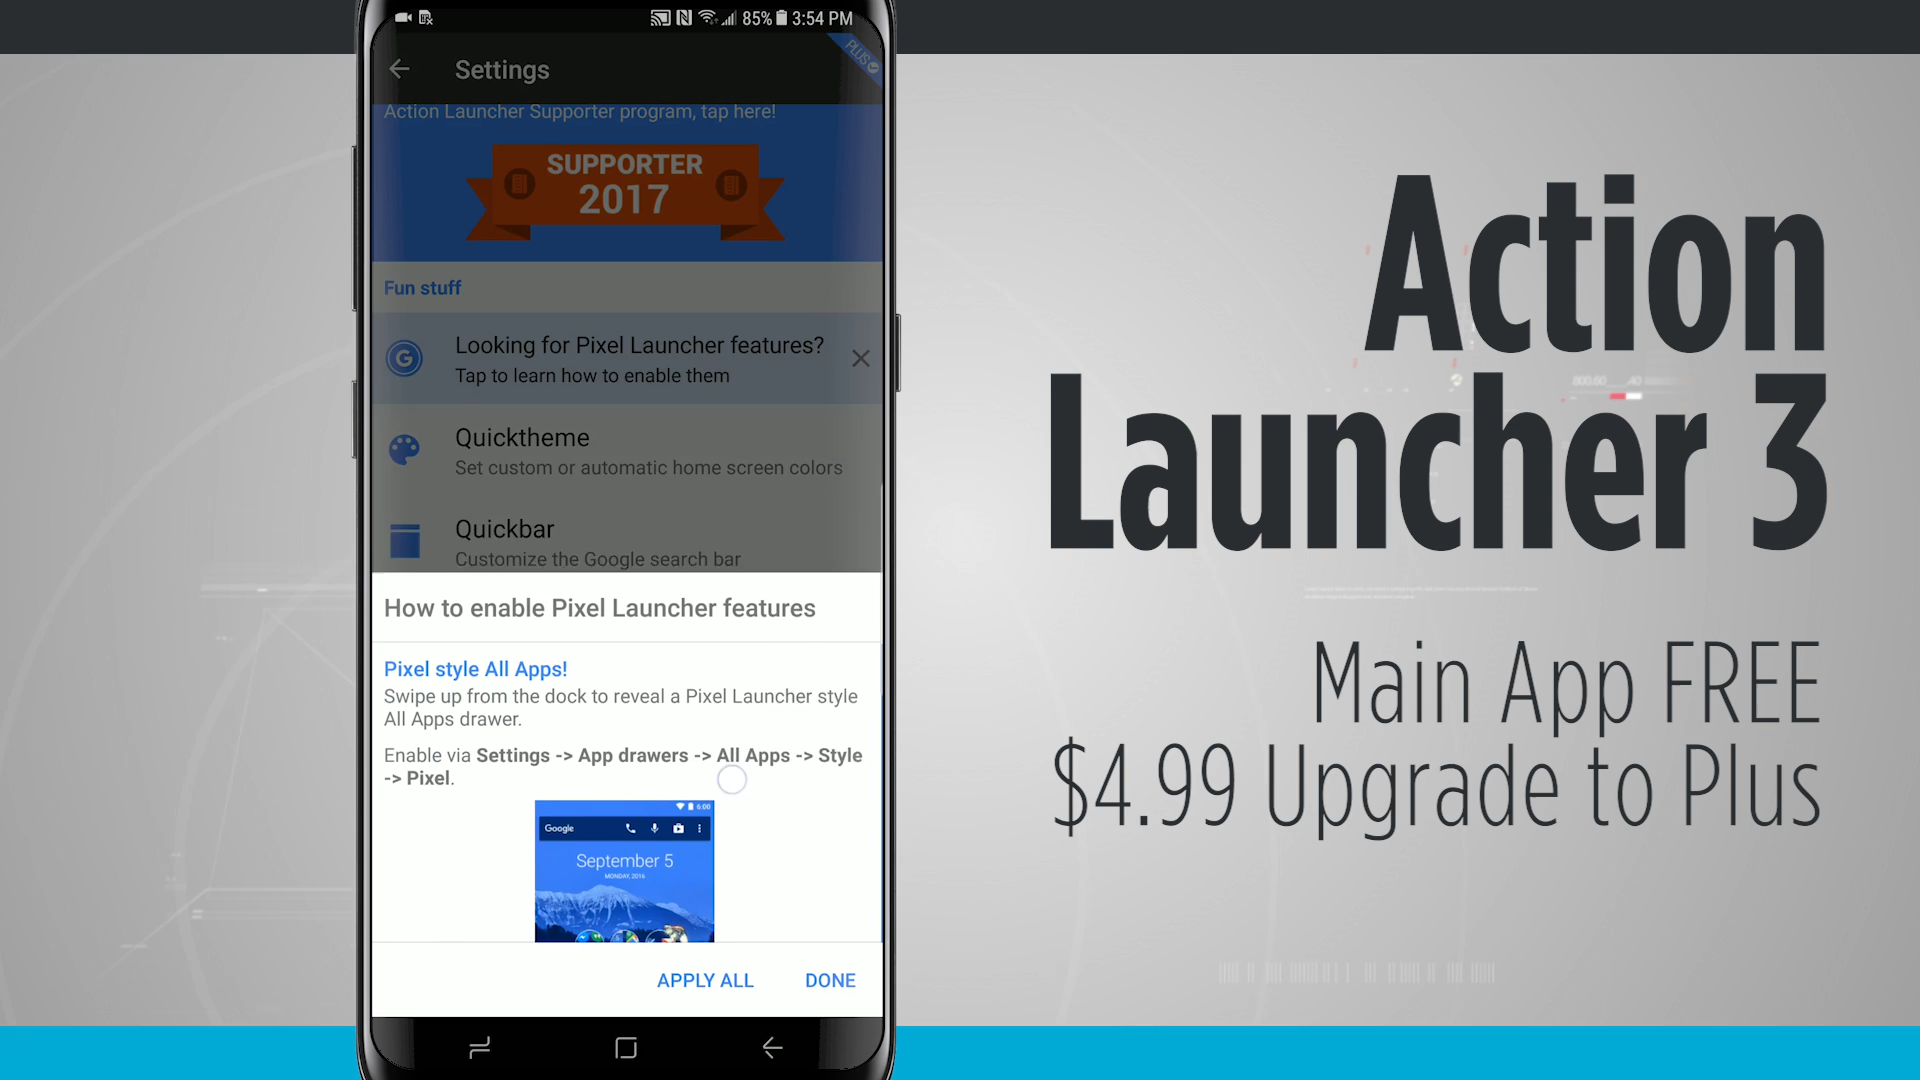 85% 3:54 PM
Settings
PLUS
Action Launcher Supporter program, tap here!
SUPPORTER
2017
Fun stuff
G
Looking for Pixel Launcher features?
Tap to learn how to enable them
Quicktheme
Set custom or automatic home screen colors
Quickbar
Customize the Google search bar
How to enable Pixel Launcher features
Pixel style All Apps!
Swipe up from the dock to reveal a Pixel Launcher style
All Apps drawer.
Enable via Settings -> App drawers -> All Apps -> Style
-> Pixel.
6:00
Google
September 5
MONDAY, 2016
APPLY ALL
DONE
Action
Launcher 3
Main App FREE
$4.99 Upgrade to Plus